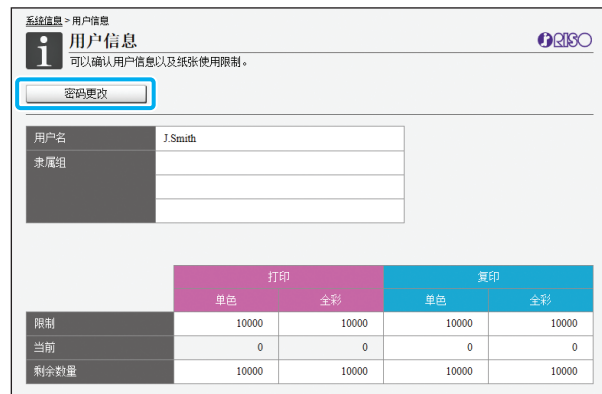 系统信息 > 用户信息
用户信息
RISO
可以确认用户信息以及纸张使用限制。
密码更改
用户名 J.Smith
隶属组
打印 复印
单色 全彩 单色 全彩
限制 10000 10000 10000 10000
当前 0 0 0 0
剩余数量 10000 10000 10000 10000